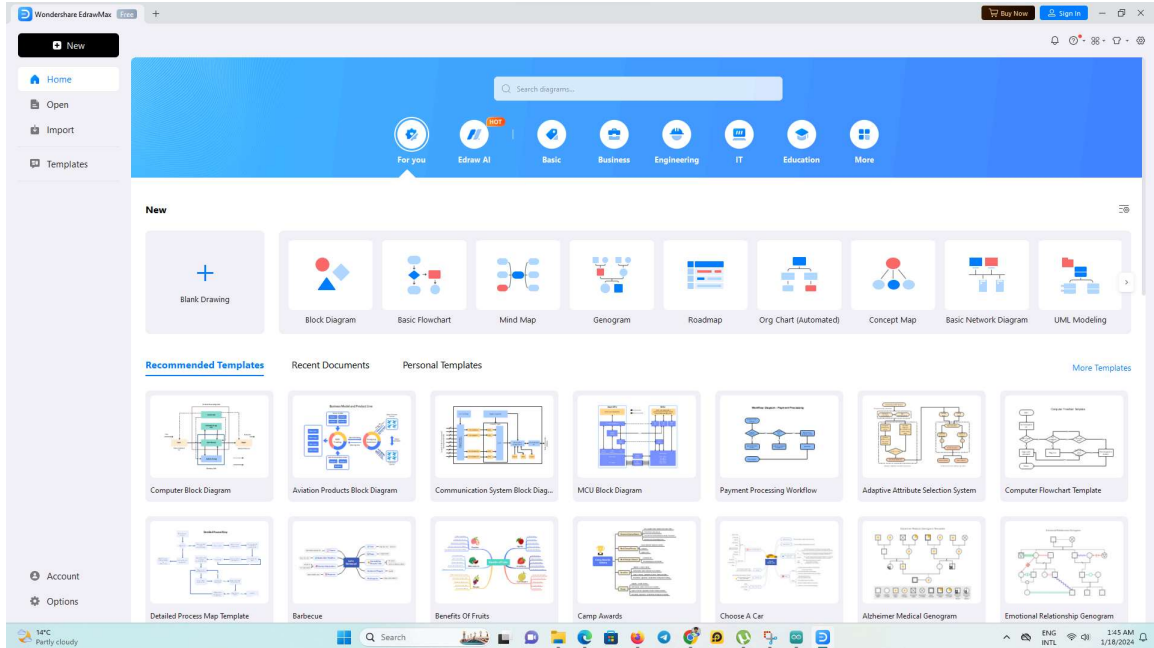 Wondershare EdrawMax Free
Buy Now
Sign In
New
Home
Open
Import
Templates
Search diagrams...
HOT
For you
Edraw AI
Basic
Business
Engineering
IT
Education
More
New
Blank Drawing
Block Diagram
Basic Flowchart
Mind Map
Genogram
Roadmap
Org Chart (Automated)
Concept Map
Basic Network Diagram
UML Modeling
Recommended Templates
Recent Documents
Personal Templates
More Templates
Computer Block Diagram
Aviation Products Block Diagram
Communication System Block Diag...
MCU Block Diagram
Payment Processing Workflow
Adaptive Attribute Selection System
Computer Flowchart Template
Detailed Process Map Template
Barbecue
Benefits Of Fruits
Camp Awards
Choose A Car
Alzheimer Medical Genogram
Emotional Relationship Genogram
Account
Options
14°C
Partly cloudy
Search
ENG
INTL
1:45 AM
1/18/2024